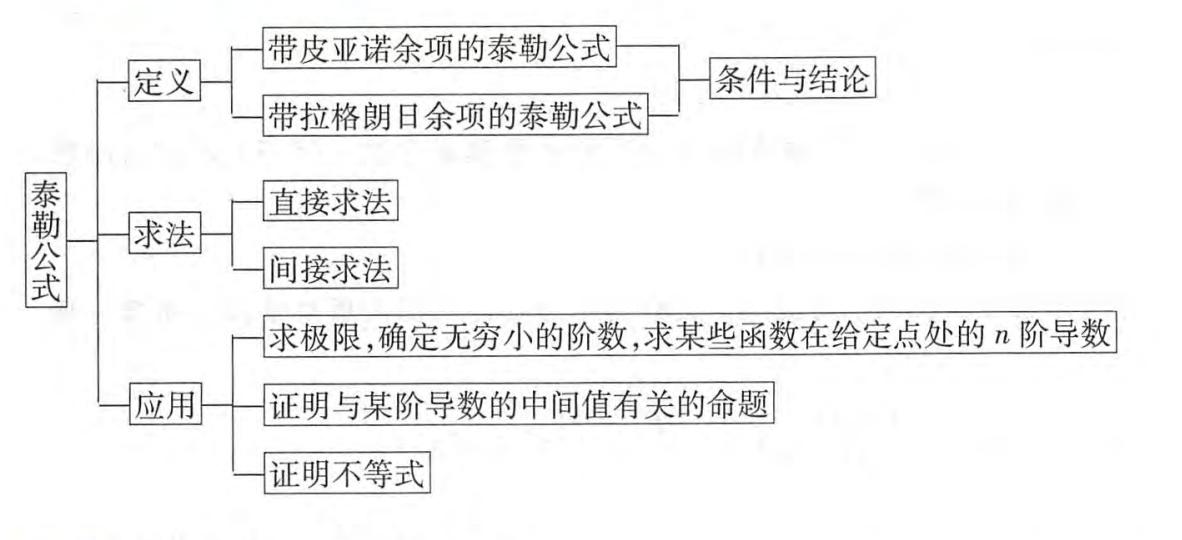 泰勒公式
定义
带皮亚诺余项的泰勒公式
带拉格朗日余项的泰勒公式
条件与结论
求法
直接求法
间接求法
应用
求极限,确定无穷小的阶数,求某些函数在给定点处的 n 阶导数
证明与某阶导数的中间值有关的命题
证明不等式